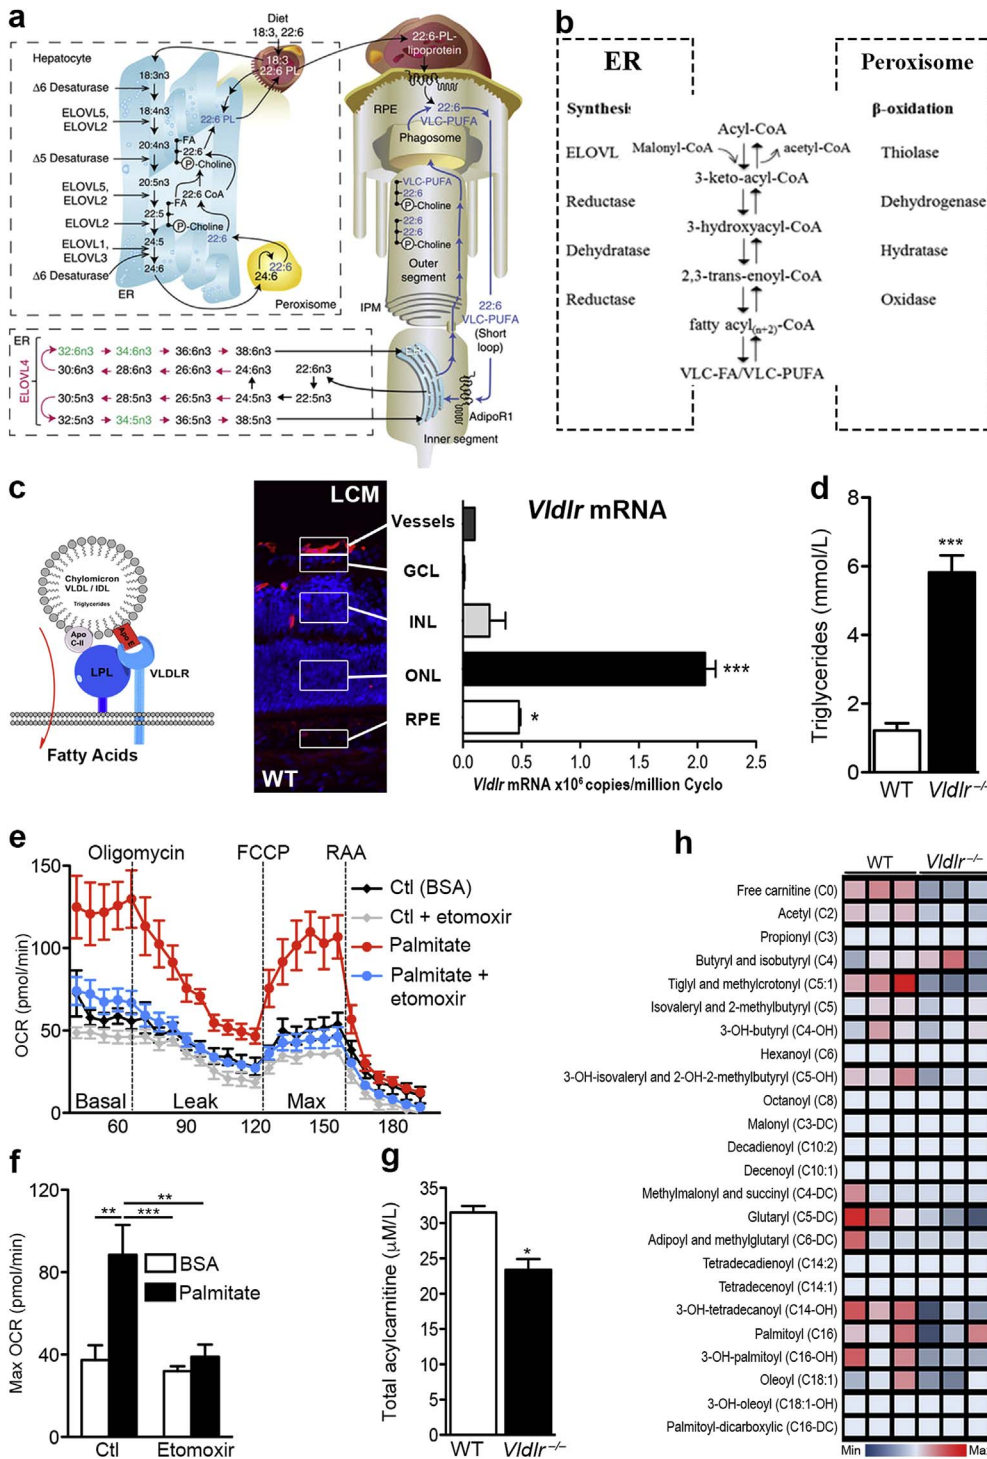 a
Diet
18:3, 22:6
Hepatocyte
18:3
22:6 PL
22:6-PL-
lipoprotein
18:3n3
Δ6 Desaturase
18:4n3
ELOVL5,
ELOVL2
20:4n3
Δ5 Desaturase
20:5n3
ELOVL5,
ELOVL2
22:5
ELOVL2
24:5
ELOVL1,
ELOVL3
Δ6 Desaturase
24:6
ER
22:6 PL
FA
22:6
P-Choline
22:6 CoA
FA
P-Choline
22:6
22:6
24:6
Peroxisome
RPE
22:6
VLC-PUFA
Phagosome
VLC-PUFA
22:6
P-Choline
22:6
22:6
P-Choline
Outer
segment
IPM
22:6
VLC-PUFA
(Short
loop)
AdipoR1
Inner segment
ER
ELOVL4
32:6n3 34:6n3 36:6n3 38:6n3
30:6n3 28:6n3 26:6n3 24:6n3 22:6n3
30:5n3 28:5n3 26:5n3 24:5n3 22:5n3
32:5n3 34:5n3 36:5n3 38:5n3
b
ER
Peroxisome
Synthesis
β-oxidation
Acyl-CoA
ELOVL
Malonyl-CoA
acetyl-CoA
Thiolase
3-keto-acyl-CoA
Reductase
Dehydrogenase
3-hydroxyacyl-CoA
Dehydratase
Hydratase
2,3-trans-enoyl-CoA
Reductase
Oxidase
fatty acyl(n+2)-CoA
VLC-FA/VLC-PUFA
c
Chylomicron
VLDL / IDL
Triglycerides
Apo
C-II
Apo E
LPL
VLDLR
Fatty Acids
LCM
WT
Vldlr mRNA
Vessels
GCL
INL
ONL
RPE
***
*
0.0 0.5 1.0 1.5 2.0 2.5
Vldlr mRNA x10⁶ copies/million Cyclo
d
Triglycerides (mmol/L)
8
6
4
2
0
***
WT Vldlr⁻/⁻
e
Oligomycin FCCP RAA
OCR (pmol/min)
150
100
50
0
Ctl (BSA)
Ctl + etomoxir
Palmitate
Palmitate +
etomoxir
Basal Leak Max
60 90 120 150 180
f
Max OCR (pmol/min)
120
80
40
0
**
** ***
BSA
Palmitate
Ctl Etomoxir
g
Total acylcarnitine (µM/L)
35
30
25
20
15
10
5
0
*
WT Vldlr⁻/⁻
h
WT Vldlr⁻/⁻
Free carnitine (C0)
Acetyl (C2)
Propionyl (C3)
Butyryl and isobutyryl (C4)
Tiglyl and methylcrotonyl (C5:1)
Isovaleryl and 2-methylbutyryl (C5)
3-OH-butyryl (C4-OH)
Hexanoyl (C6)
3-OH-isovaleryl and 2-OH-2-methylbutyryl (C5-OH)
Octanoyl (C8)
Malonyl (C3-DC)
Decadienoyl (C10:2)
Decenoyl (C10:1)
Methylmalonyl and succinyl (C4-DC)
Glutaryl (C5-DC)
Adipoyl and methylglutaryl (C6-DC)
Tetradecadienyl (C14:2)
Tetradecenoyl (C14:1)
3-OH-tetradecanoyl (C14-OH)
Palmitoyl (C16)
3-OH-palmitoyl (C16-OH)
Oleoyl (C18:1)
3-OH-oleoyl (C18:1-OH)
Palmitoyl-dicarboxylic (C16-DC)
Min Max